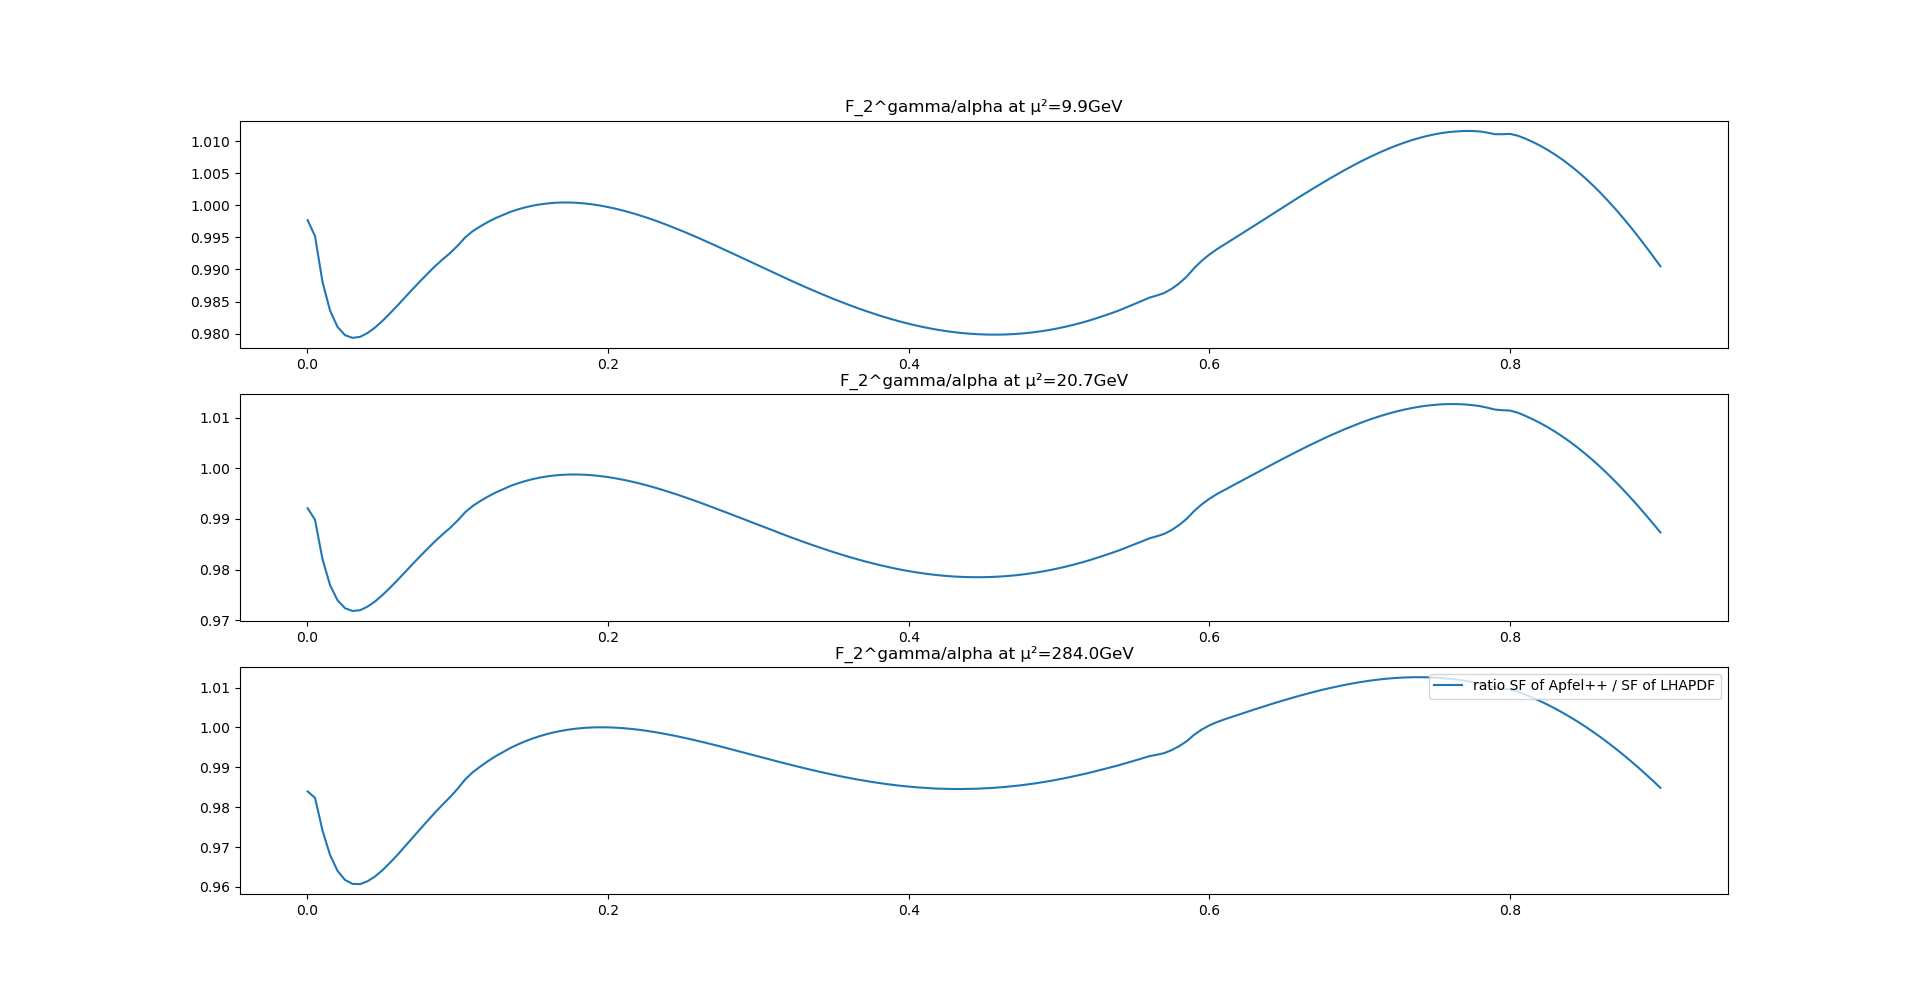 F_2^gamma/alpha at μ²=9.9GeV
1.010
1.005
1.000
0.995
0.990
0.985
0.980
0.0 0.2 0.4 0.6 0.8
F_2^gamma/alpha at μ²=20.7GeV
1.01
1.00
0.99
0.98
0.97
0.0 0.2 0.4 0.6 0.8
F_2^gamma/alpha at μ²=284.0GeV
ratio SF of Apfel++ / SF of LHAPDF
1.01
1.00
0.99
0.98
0.97
0.96
0.0 0.2 0.4 0.6 0.8